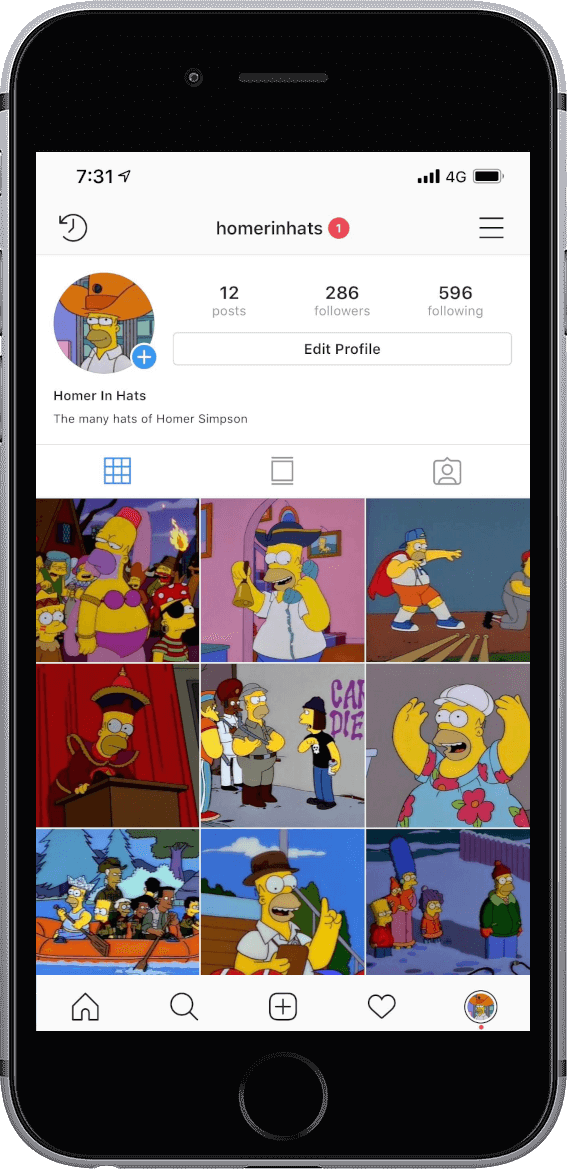 7:31 4G
homerinhats 1
12 286 596
posts followers following
Edit Profile
Homer In Hats
The many hats of Homer Simpson
CAR
DIE